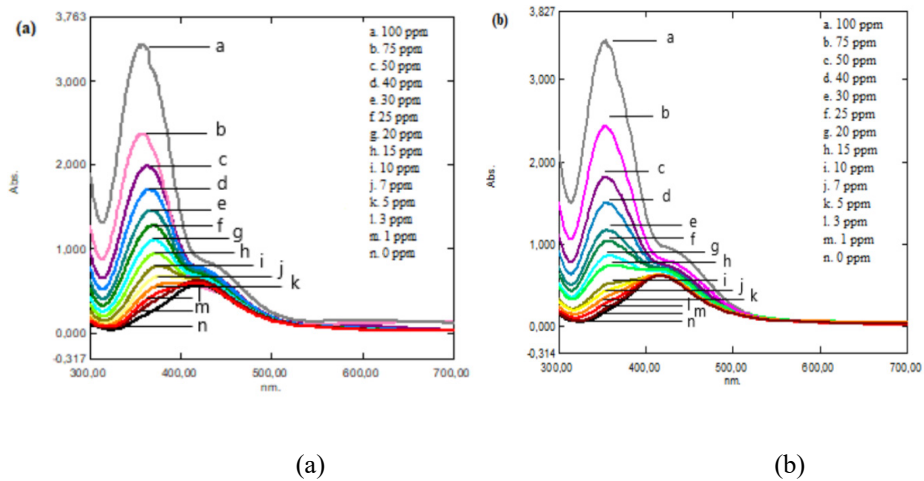 (a)
3,763
3,000
2,000
1,000
0,000
-0,317
300,00
400,00
500,00
600,00
700,00
nm.
Abs.
a
b
c
d
e
f
g
h
i
j
k
l
m
n
a. 100 ppm
b. 75 ppm
c. 50 ppm
d. 40 ppm
e. 30 ppm
f. 25 ppm
g. 20 ppm
h. 15 ppm
i. 10 ppm
j. 7 ppm
k. 5 ppm
l. 3 ppm
m. 1 ppm
n. 0 ppm
(b)
3,827
3,000
2,000
1,000
0,000
-0,314
300,00
400,00
500,00
600,00
700,00
nm.
Abs.
a
b
c
d
e
f
g
h
i
j
k
l
m
n
a. 100 ppm
b. 75 ppm
c. 50 ppm
d. 40 ppm
e. 30 ppm
f. 25 ppm
g. 20 ppm
h. 15 ppm
i. 10 ppm
j. 7 ppm
k. 5 ppm
l. 3 ppm
m. 1 ppm
n. 0 ppm
(a)
(b)